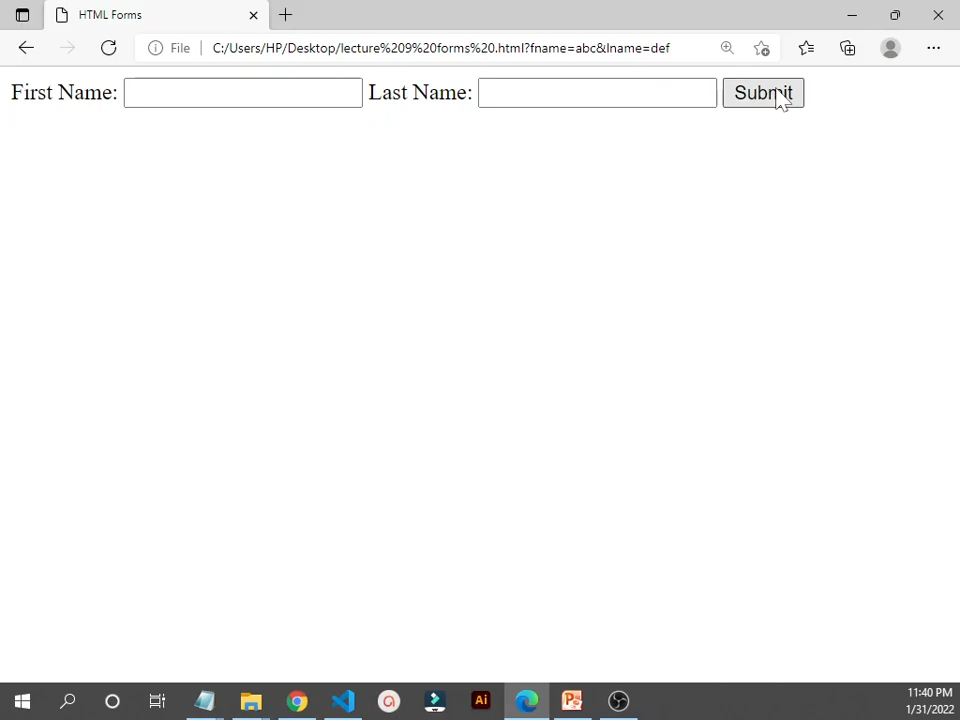 HTML Forms
File C:/Users/HP/Desktop/lecture%209%20forms%20.html?fname=abc&lname=def
First Name: Last Name: Submit
Ai
11:40 PM
1/31/2022